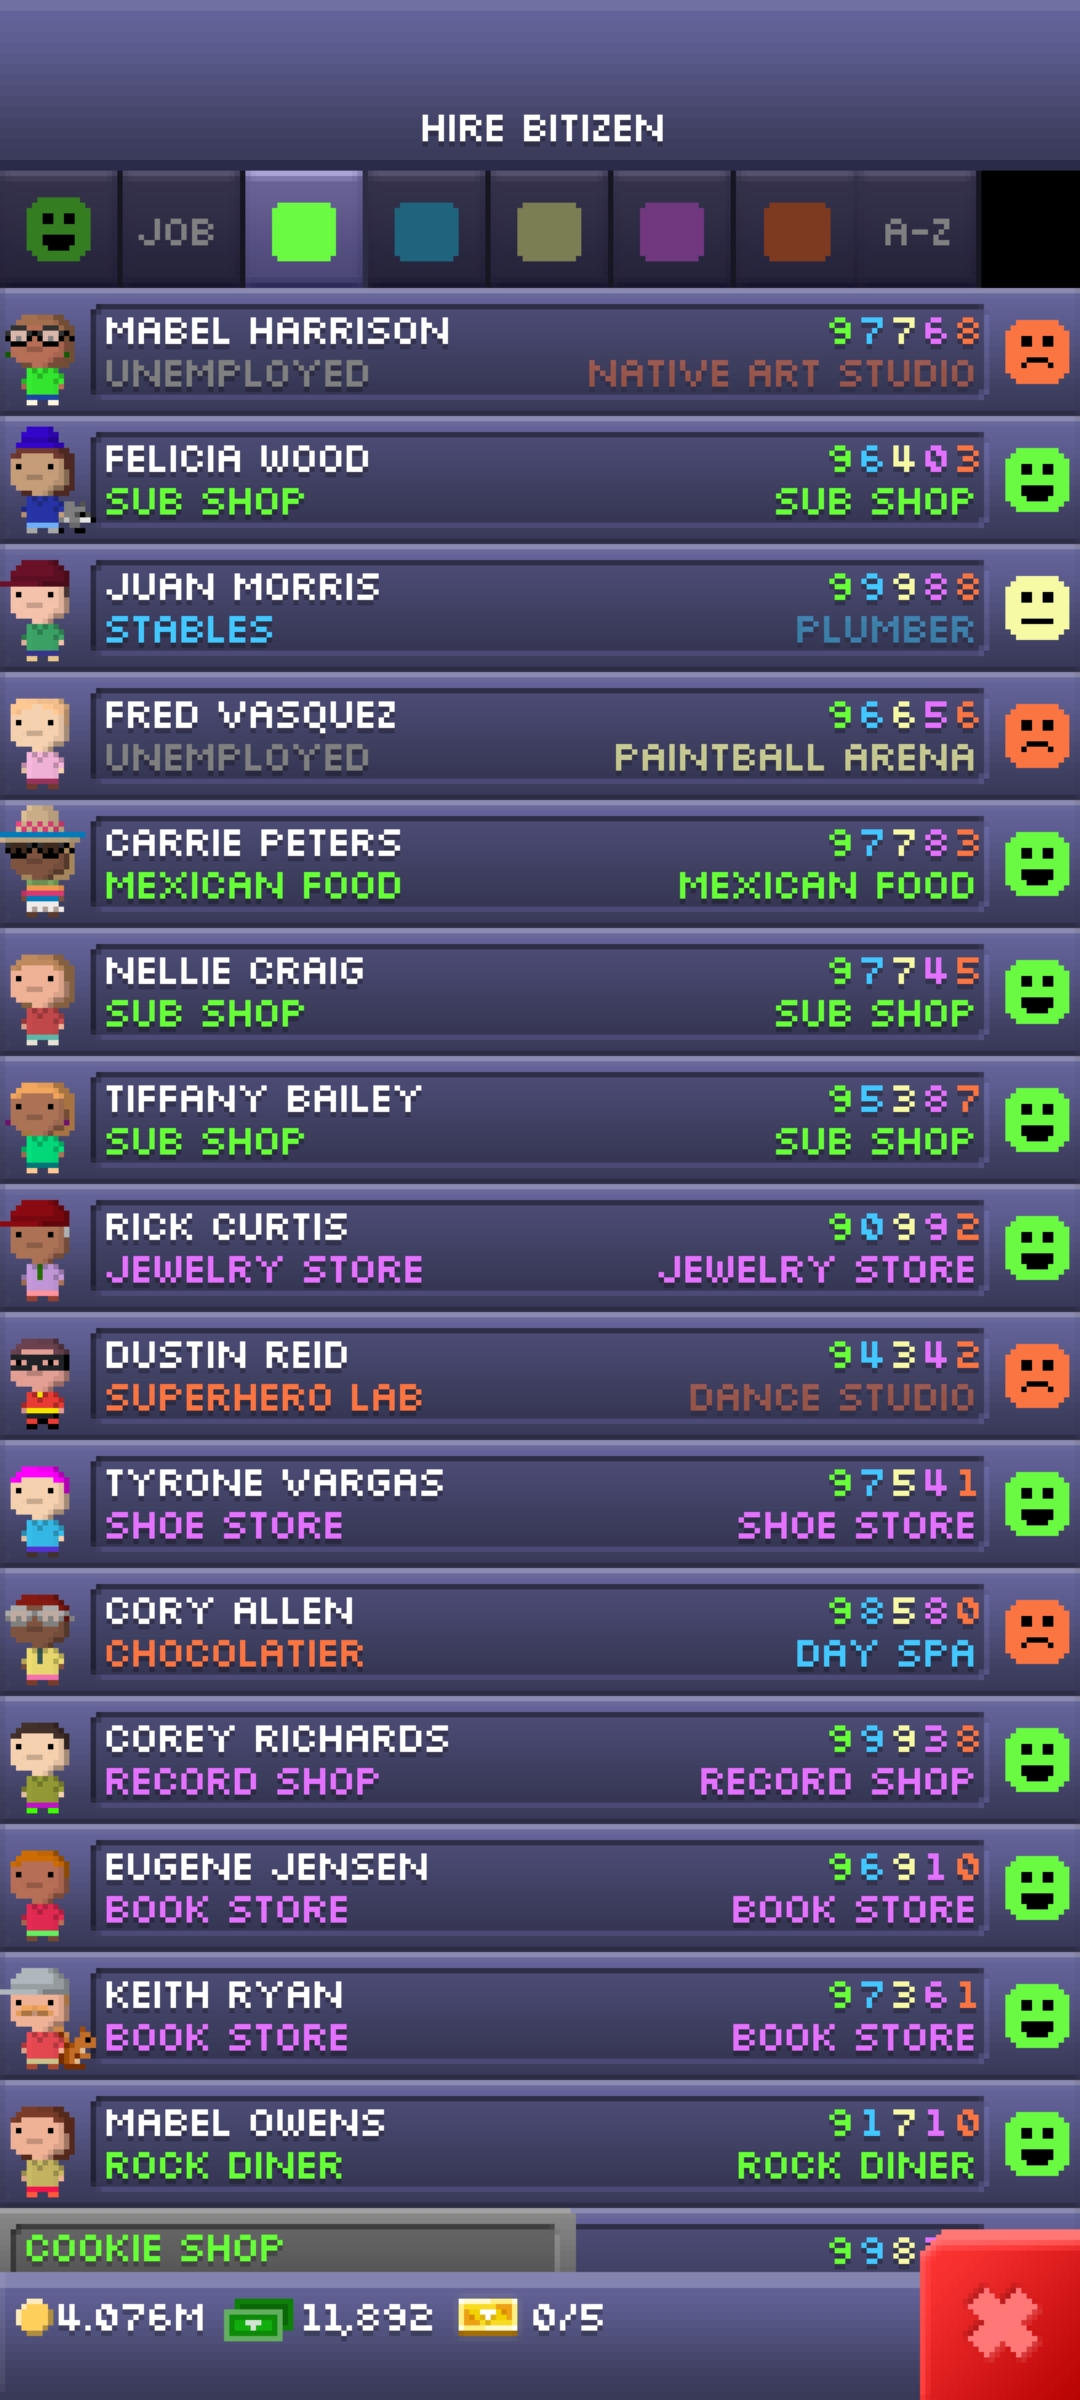 HIRE BITIZEN
JOB A-Z
MABEL HARRISON 97768
UNEMPLOYED NATIVE ART STUDIO
FELICIA WOOD 96403
SUB SHOP SUB SHOP
JUAN MORRIS 99988
STABLES PLUMBER
FRED VASQUEZ 96656
UNEMPLOYED PAINTBALL ARENA
CARRIE PETERS 97783
MEXICAN FOOD MEXICAN FOOD
NELLIE CRAIG 97745
SUB SHOP SUB SHOP
TIFFANY BAILEY 95387
SUB SHOP SUB SHOP
RICK CURTIS 90992
JEWELRY STORE JEWELRY STORE
DUSTIN REID 94342
SUPERHERO LAB DANCE STUDIO
TYRONE VARGAS 97541
SHOE STORE SHOE STORE
CORY ALLEN 98580
CHOCOLATIER DAY SPA
COREY RICHARDS 99938
RECORD SHOP RECORD SHOP
EUGENE JENSEN 96910
BOOK STORE BOOK STORE
KEITH RYAN 97361
BOOK STORE BOOK STORE
MABEL OWENS 91710
ROCK DINER ROCK DINER
COOKIE SHOP 998
4.076M 11,892 0/5